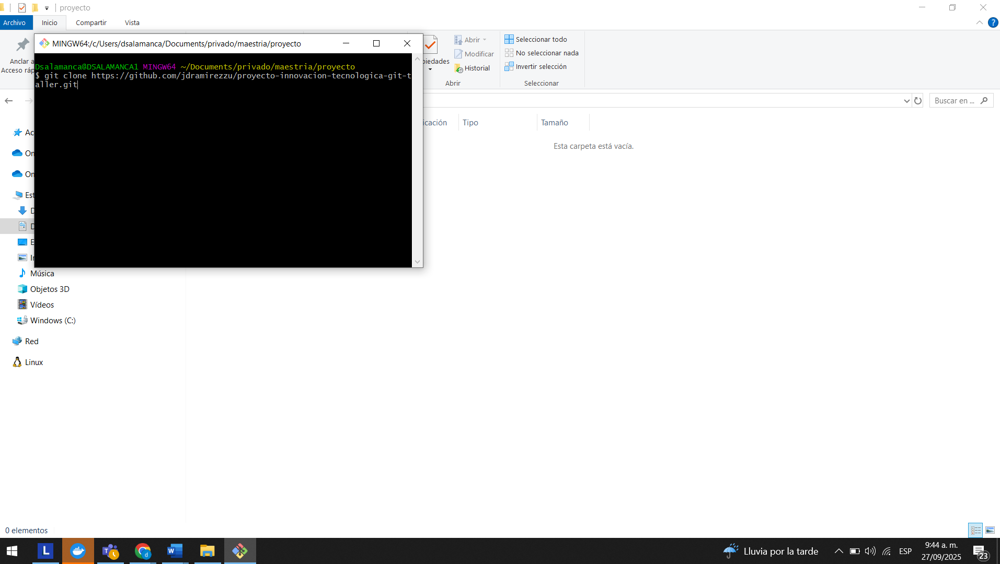 proyecto
Archivo
Inicio
Compartir
Vista
Anclar a
Acceso ráp
MINGW64:/c/Users/dsalamanca/Documents/privado/maestria/proyecto
Dsalamanca@DSALAMANCA1 MINGW64 ~/Documents/privado/maestria/proyecto
$ git clone https://github.com/jdramirezzu/proyecto-innovacion-tecnologica-git-t
aller.git
piedades
Abrir
Modificar
Historial
Abrir
Seleccionar todo
No seleccionar nada
Invertir selección
Seleccionar
Buscar en ...
icación
Tipo
Tamaño
Esta carpeta está vacía.
Ac
On
On
Est
D
D
E
Ir
Música
Objetos 3D
Vídeos
Windows (C:)
Red
Linux
0 elementos
Lluvia por la tarde
ESP
9:44 a. m.
27/09/2025
23